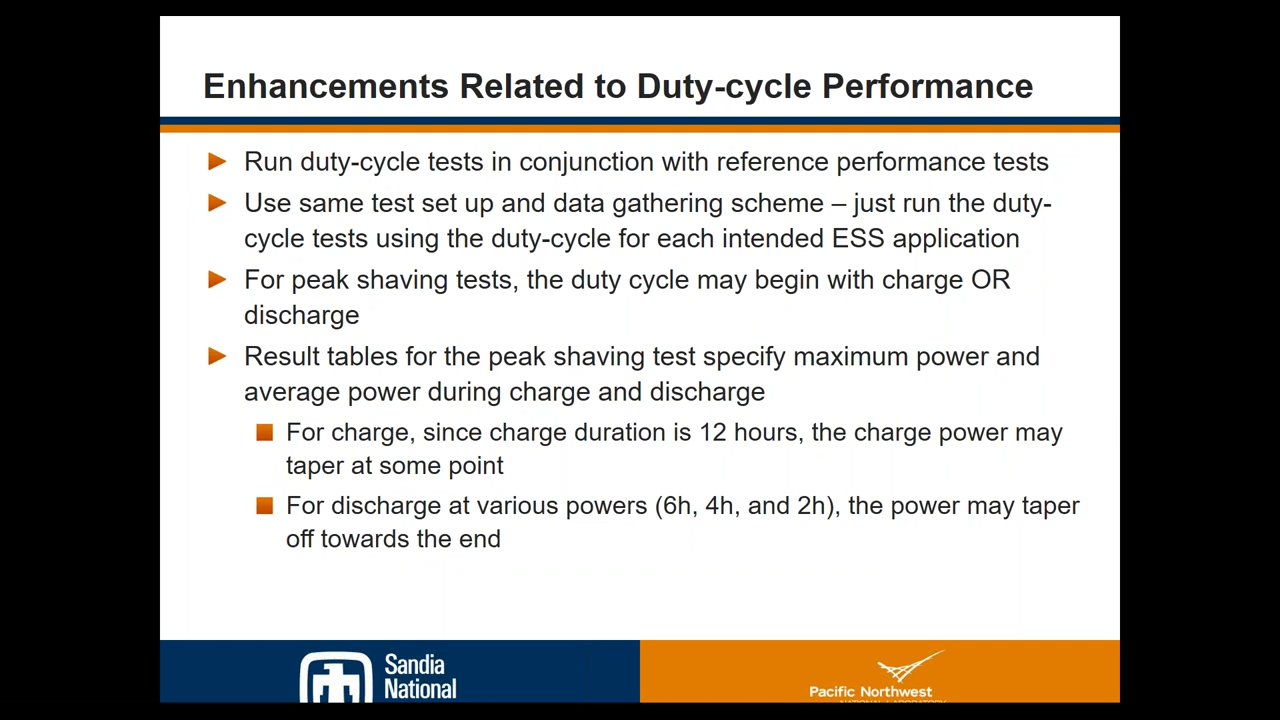 Enhancements Related to Duty-cycle Performance
Run duty-cycle tests in conjunction with reference performance tests
Use same test set up and data gathering scheme – just run the duty-
cycle tests using the duty-cycle for each intended ESS application
For peak shaving tests, the duty cycle may begin with charge OR
discharge
Result tables for the peak shaving test specify maximum power and
average power during charge and discharge
For charge, since charge duration is 12 hours, the charge power may
taper at some point
For discharge at various powers (6h, 4h, and 2h), the power may taper
off towards the end
Sandia
National
Pacific Northwest
NATIONAL LABORATORY